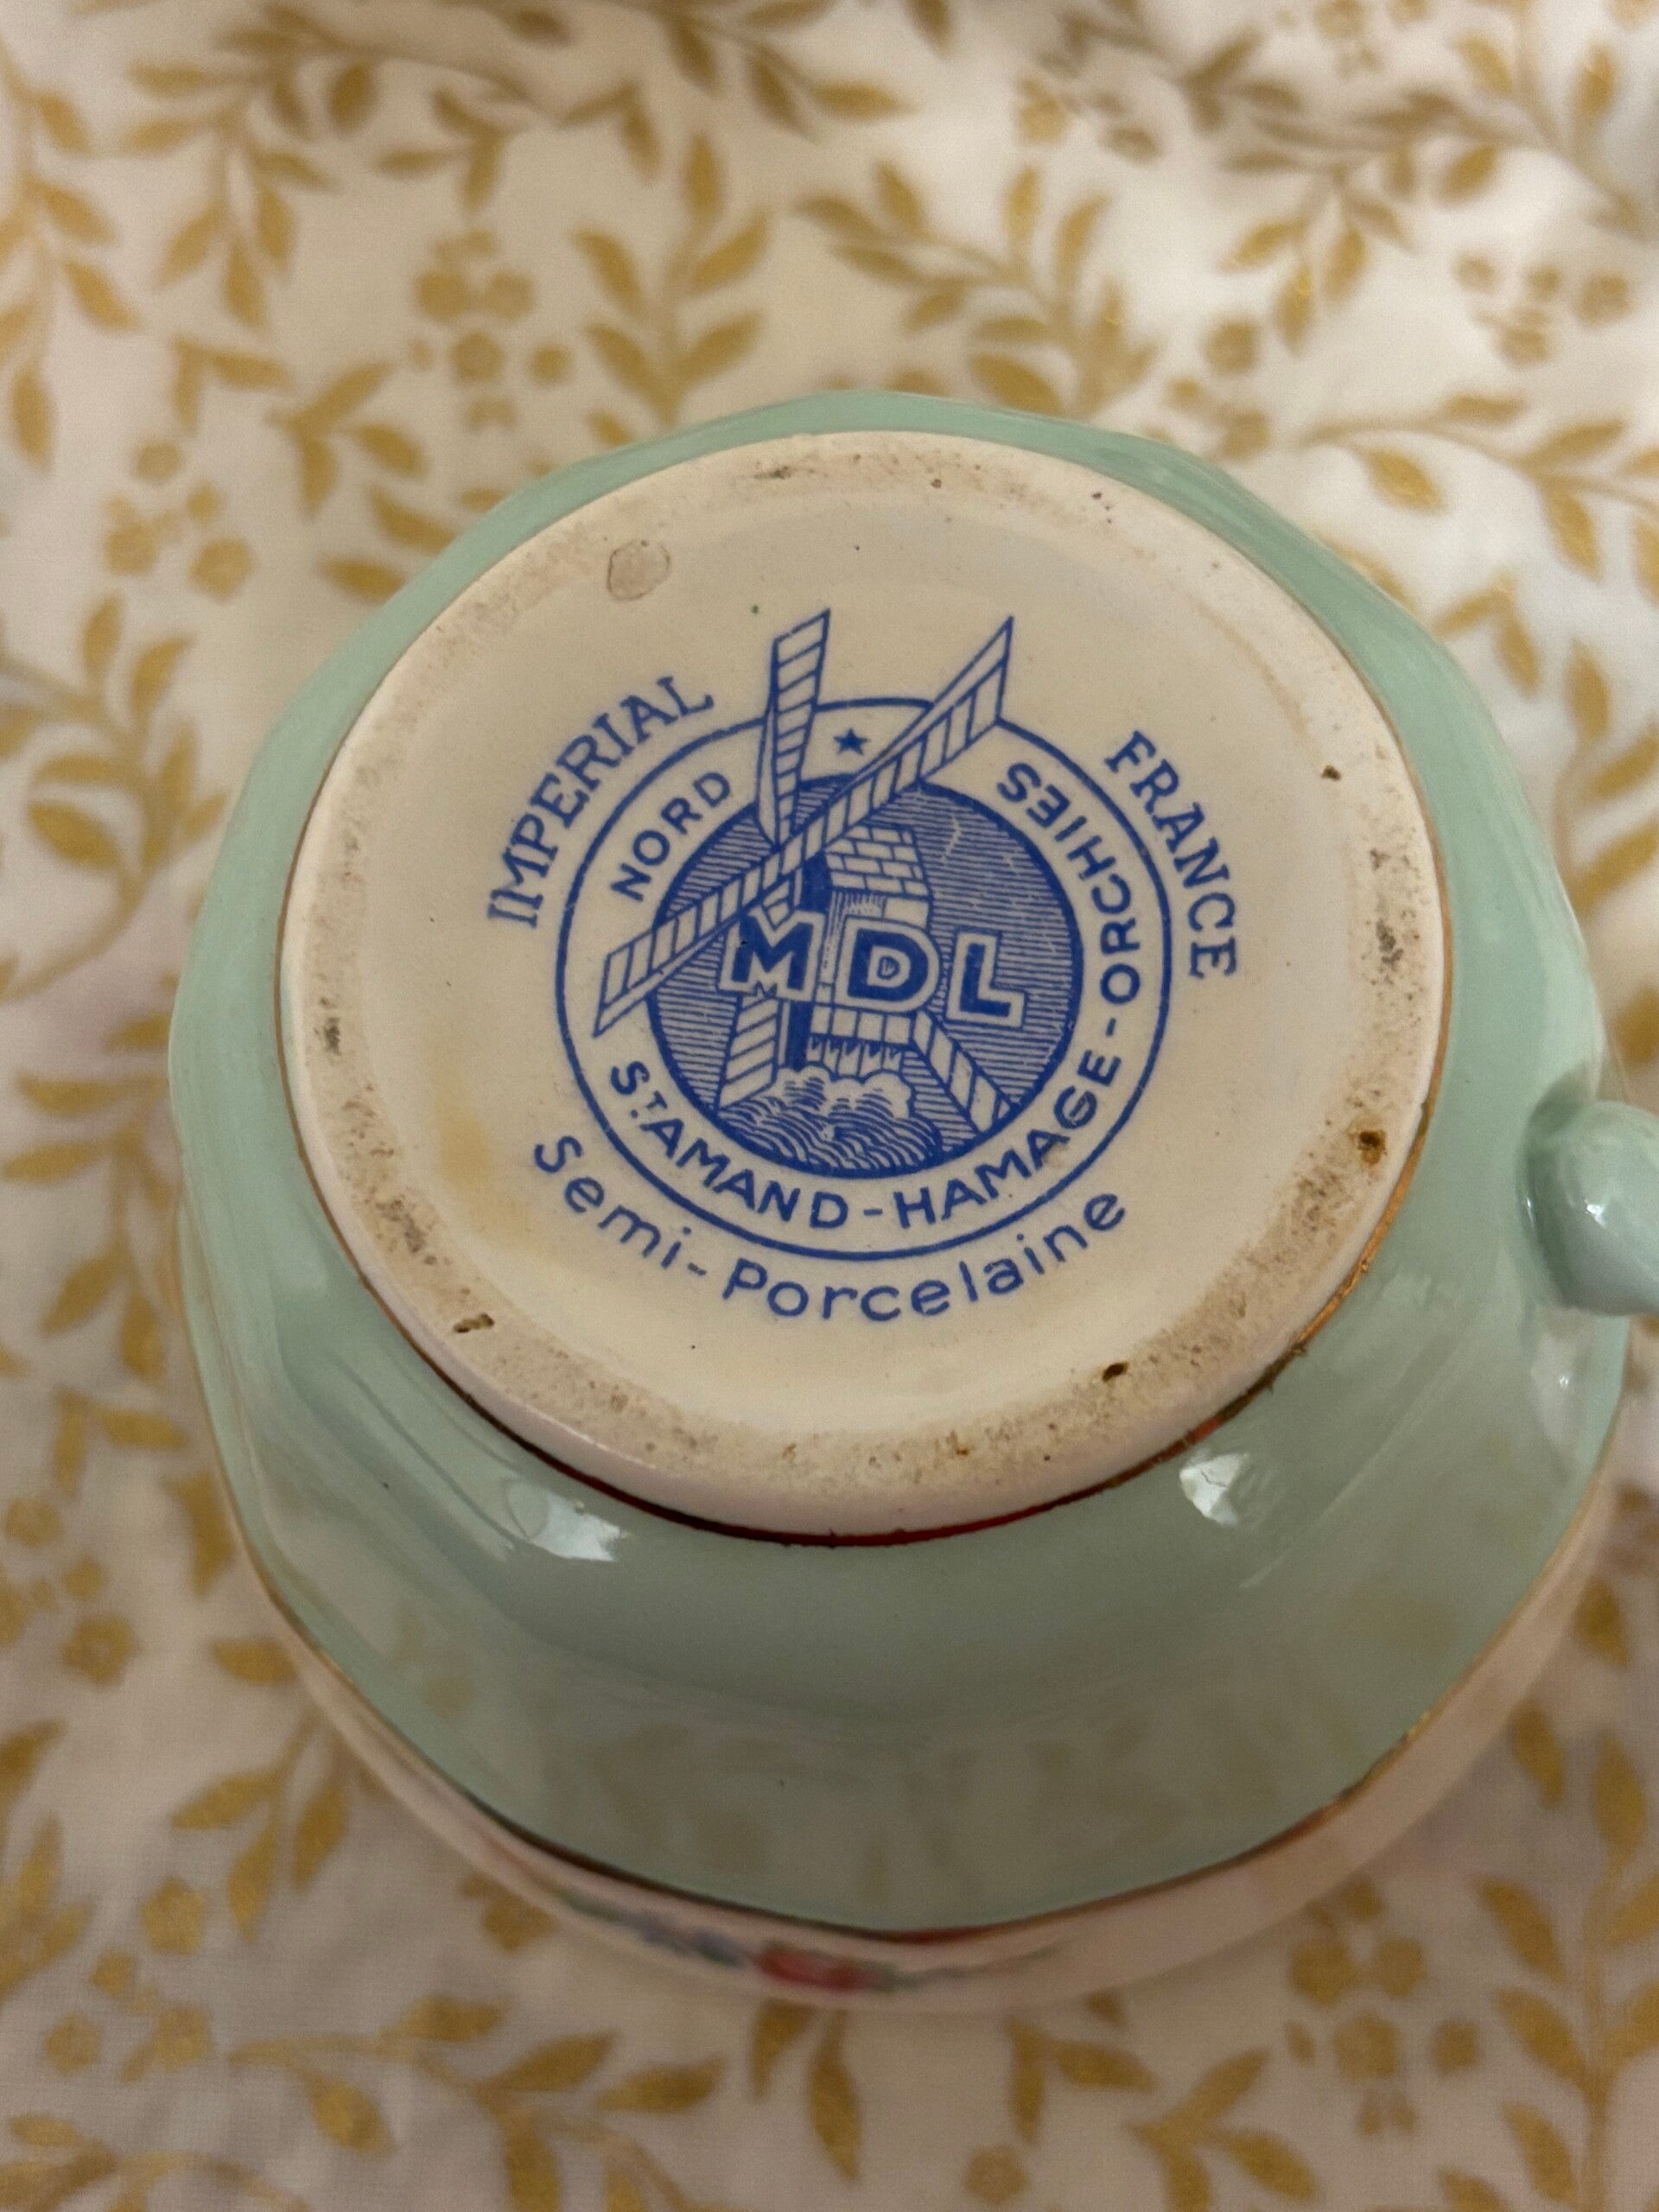 IMPERIAL
FRANCE
NORD
MDL
ST AMAND-HAMAGE-ORCHIES
Semi-Porcelaine